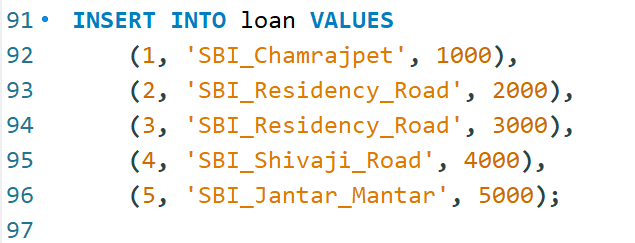 91 INSERT INTO loan VALUES
92 (1, 'SBI_Chamrajpet', 1000),
93 (2, 'SBI_Residency_Road', 2000),
94 (3, 'SBI_Residency_Road', 3000),
95 (4, 'SBI_Shivaji_Road', 4000),
96 (5, 'SBI_Jantar_Mantar', 5000);
97